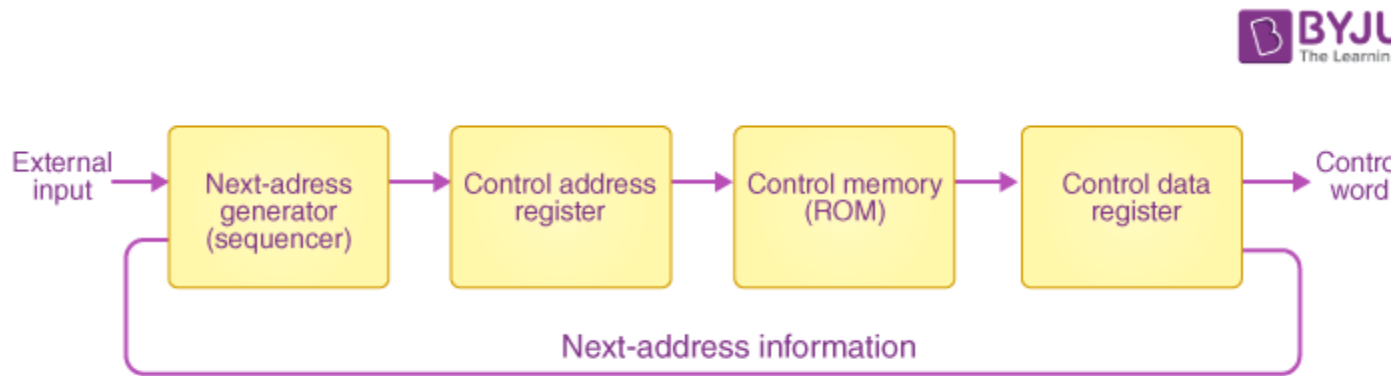 BYJU
The Learnin
External
input
Next-adress
generator
(sequencer)
Control address
register
Control memory
(ROM)
Control data
register
Contro
word
Next-address information